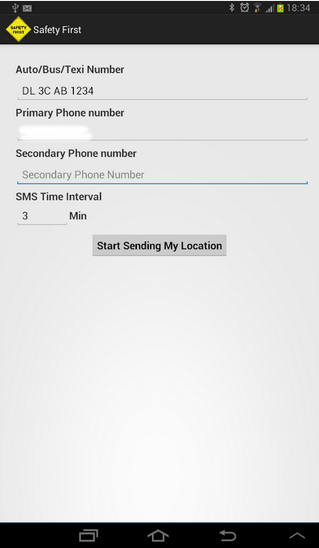 18:34
SAFETY
FIRST
Safety First
Auto/Bus/Texi Number
DL 3C AB 1234
Primary Phone number
Secondary Phone number
Secondary Phone Number
SMS Time Interval
3 Min
Start Sending My Location